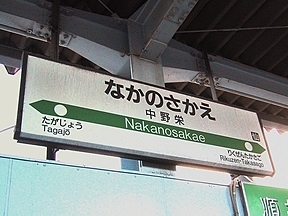 なかのさかえ
中野栄
Nakanosakae
たがじょう
Tagajō
りくぜんたかさご
Rikuzen-Takasago